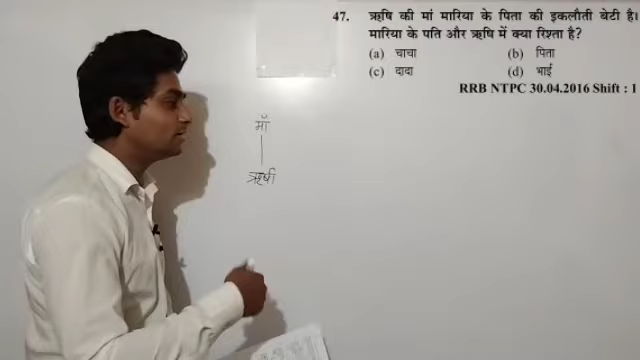 47. ऋषि की मां मारिया के पिता की इकलौती बेटी है।
मारिया के पति और ऋषि में क्या रिश्ता है?
(a) चाचा (b) पिता
(c) दादा (d) भाई
RRB NTPC 30.04.2016 Shift : 1
माँ
ऋषी